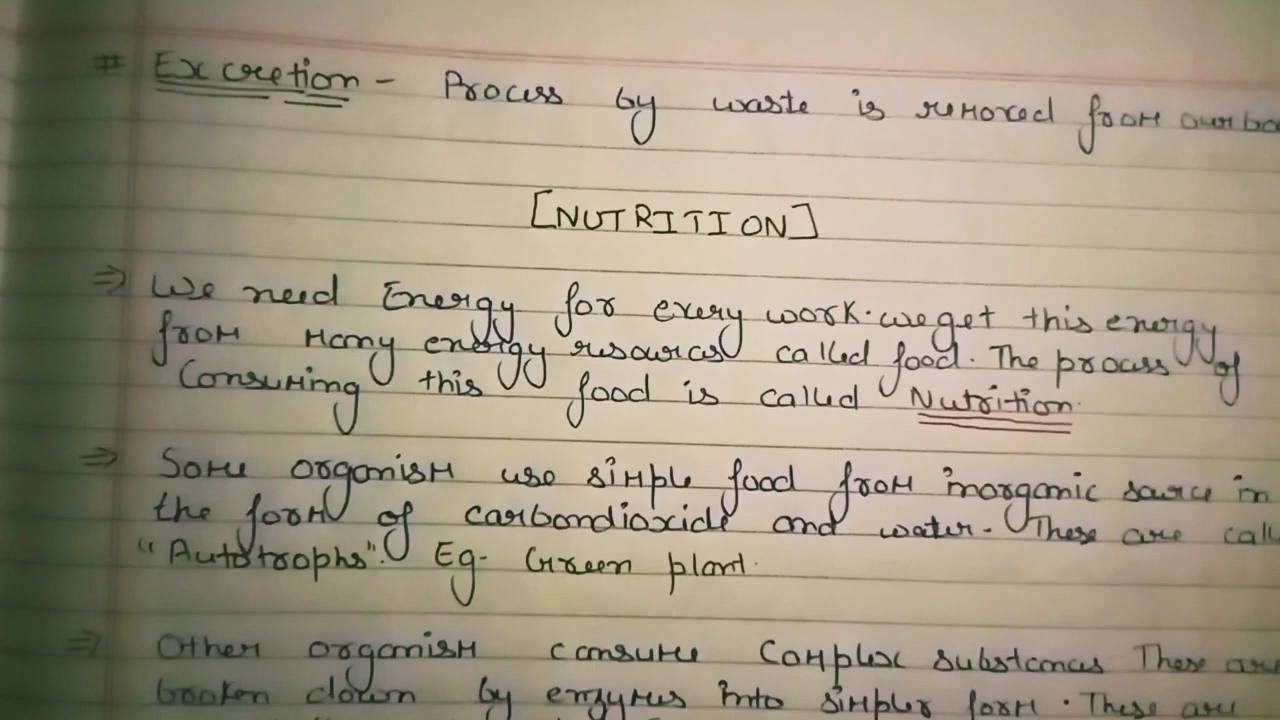 # Excretion - Process by waste is removed from our bo
[NUTRITION]
⇒ We need Energy for every work. we get this energy
from many energy resources called food. The process of
Consuming this food is called Nutrition.
⇒ Some organism use simple food from inorganic source in
the form of carbondioxide and water. These are call
"Autotrophs". Eg- Green plant.
⇒ Other organism consume Complex substances These are
broken down by enzymes into simpler form. These are